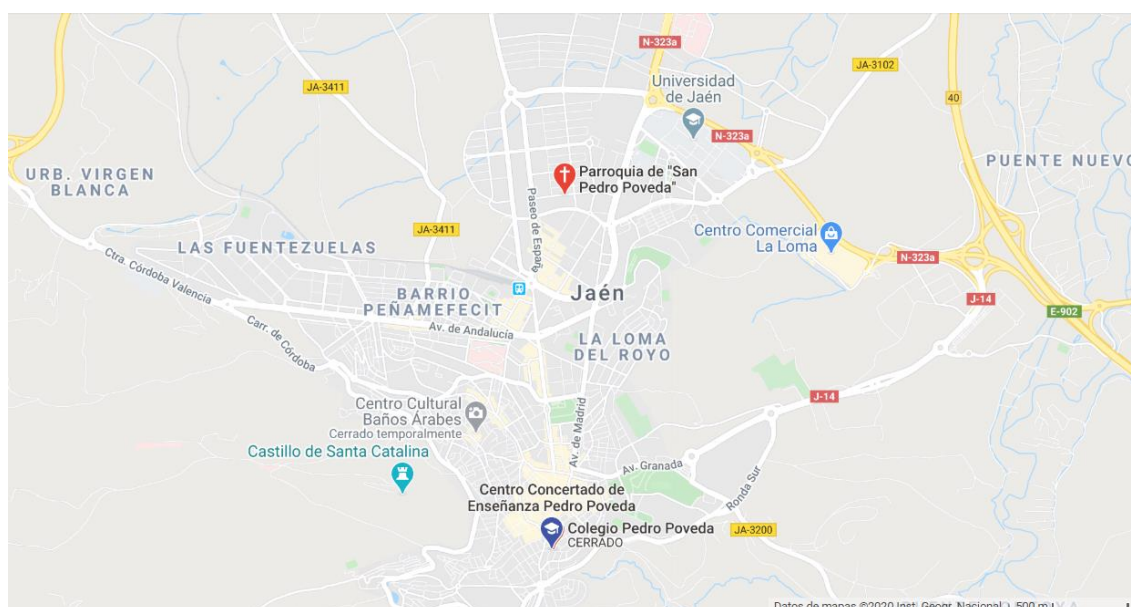 N-323a
JA-3102
Universidad
de Jaén
JA-3411
40
N-323a
URB. VIRGEN
BLANCA
Parroquia de "San
Pedro Poveda"
PUENTE NUEVO
Paseo de España
JA-3411
Centro Comercial
La Loma
LAS FUENTEZUELAS
Ctra. Córdoba Valencia
N-323a
BARRIO
PEÑAMEFECIT
Jaén
J-14
E-902
Carr. de Córdoba
Av. de Andalucía
LA LOMA
DEL ROYO
J-14
Centro Cultural
Baños Árabes
Cerrado temporalmente
Av. de Madrid
Castillo de Santa Catalina
Av. Granada
Ronda Sur
Centro Concertado de
Enseñanza Pedro Poveda
Colegio Pedro Poveda
CERRADO
JA-3200
Datos de mapas ©2020 Inst. Geogr. Nacional
500 m